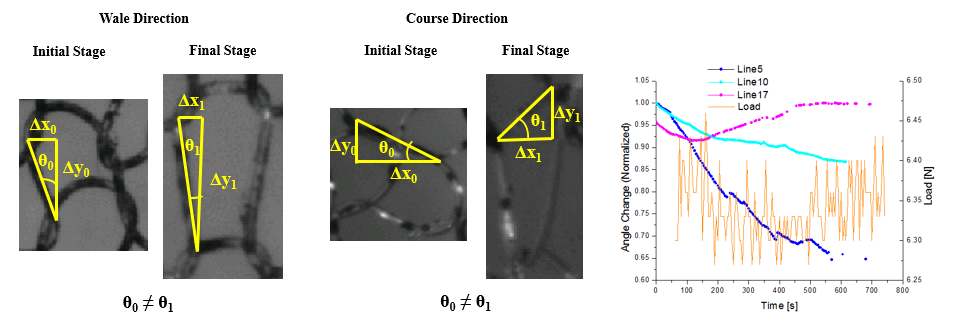 Wale Direction
Initial Stage
Final Stage
Δx₀
θ₀
Δy₀
Δx₁
θ₁
Δy₁
θ₀ ≠ θ₁
Course Direction
Initial Stage
Final Stage
Δy₀
θ₀
Δx₀
θ₁
Δy₁
Δx₁
θ₀ ≠ θ₁
Line5
Line10
Line17
Load
Angle Change (Normalized)
1.05
1.00
0.95
0.90
0.85
0.80
0.75
0.70
0.65
0.60
0 100 200 300 400 500 600 700 800
Time [s]
6.50
6.45
6.40
6.35
6.30
6.25
Load [N]